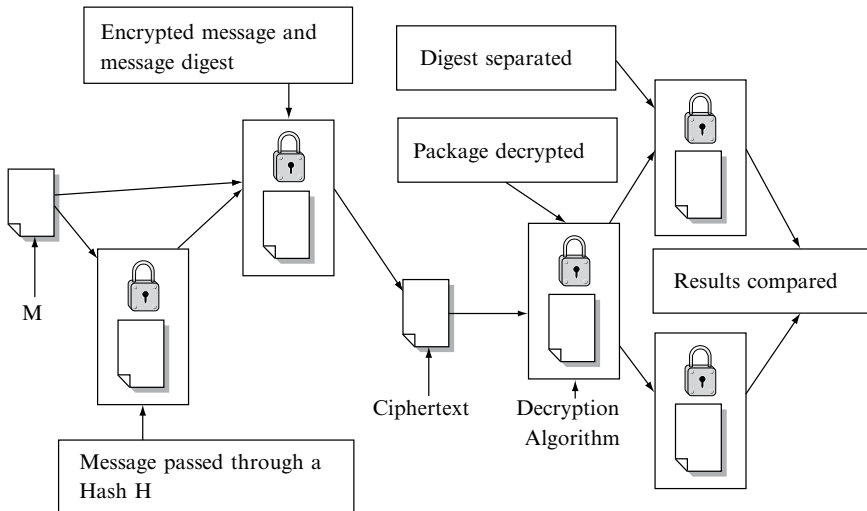 Encrypted message and
message digest
Digest separated
Package decrypted
M
Results compared
Ciphertext
Decryption
Algorithm
Message passed through a
Hash H